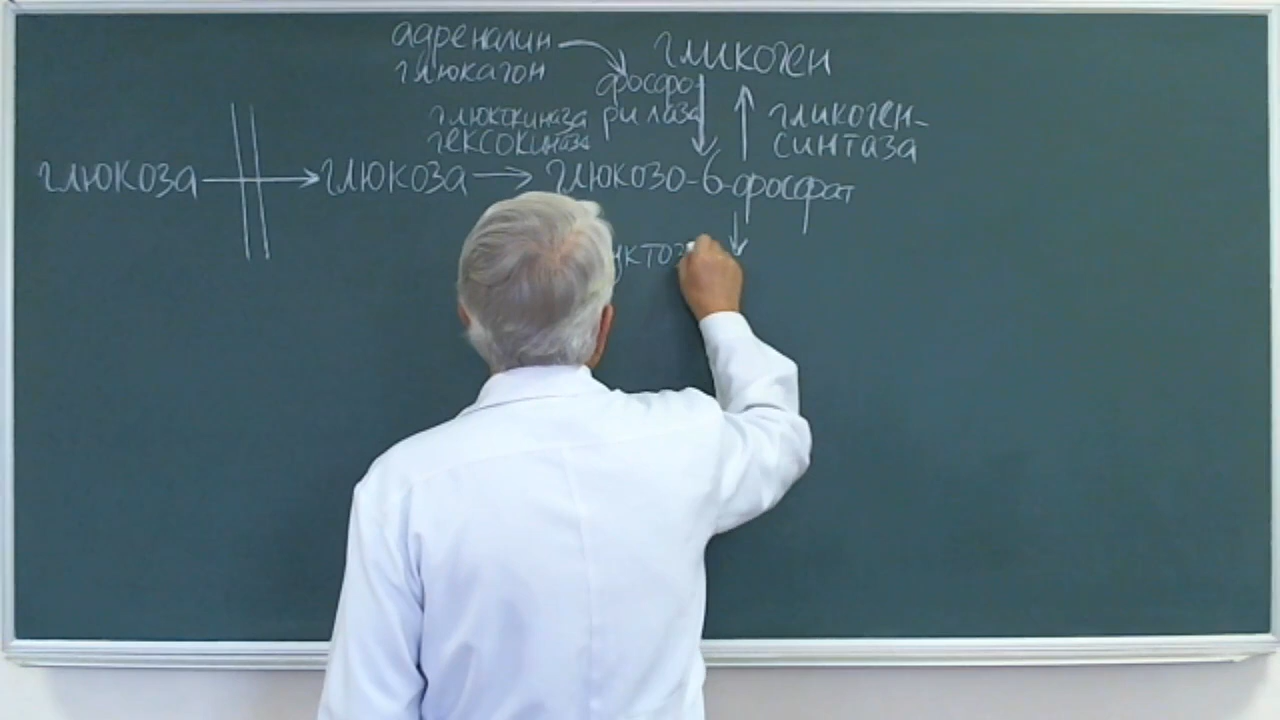 адреналин
глюкагон
гликоген
фосфо-
рилаза
глюкокиназа
гексокиназа
гликоген-
синтаза
глюкоза
глюкоза
глюкозо-6-фосфат
уктоз